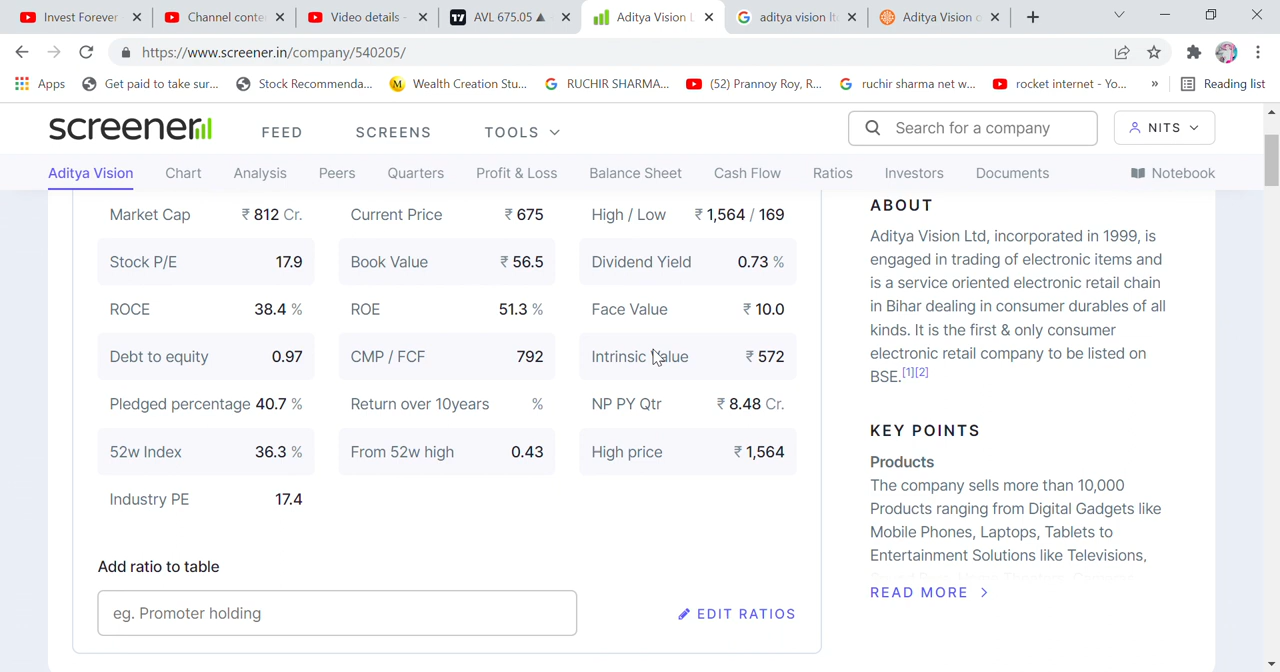 Invest Forever
Channel conte
Video details -
AVL 675.05 ▲
Aditya Vision L
aditya vision lt
Aditya Vision o
https://www.screener.in/company/540205/
Apps
Get paid to take sur...
Stock Recommenda...
Wealth Creation Stu...
RUCHIR SHARMA...
(52) Prannoy Roy, R...
ruchir sharma net w...
rocket internet - Yo...
»
Reading list
screener
FEED
SCREENS
TOOLS
Search for a company
NITS
Aditya Vision
Chart
Analysis
Peers
Quarters
Profit & Loss
Balance Sheet
Cash Flow
Ratios
Investors
Documents
Notebook
Market Cap ₹ 812 Cr.
Current Price ₹ 675
High / Low ₹ 1,564 / 169
Stock P/E 17.9
Book Value ₹ 56.5
Dividend Yield 0.73 %
ROCE 38.4 %
ROE 51.3 %
Face Value ₹ 10.0
Debt to equity 0.97
CMP / FCF 792
Intrinsic Value ₹ 572
Pledged percentage 40.7 %
Return over 10years %
NP PY Qtr ₹ 8.48 Cr.
52w Index 36.3 %
From 52w high 0.43
High price ₹ 1,564
Industry PE 17.4
Add ratio to table
eg. Promoter holding
EDIT RATIOS
ABOUT
Aditya Vision Ltd, incorporated in 1999, is
engaged in trading of electronic items and
is a service oriented electronic retail chain
in Bihar dealing in consumer durables of all
kinds. It is the first & only consumer
electronic retail company to be listed on
BSE.[1][2]
KEY POINTS
Products
The company sells more than 10,000
Products ranging from Digital Gadgets like
Mobile Phones, Laptops, Tablets to
Entertainment Solutions like Televisions,
READ MORE